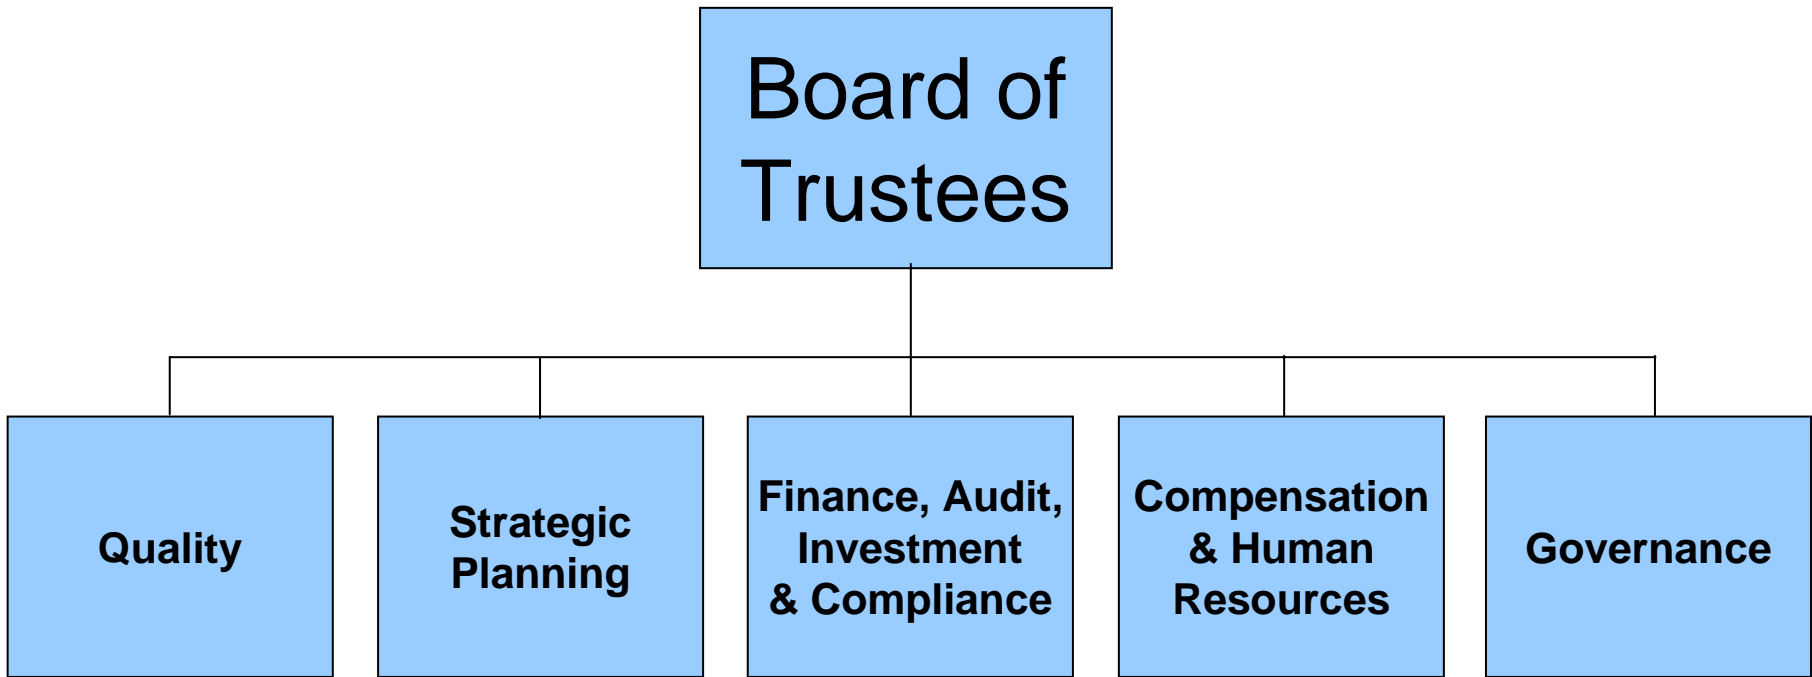 Board of
Trustees
Quality
Strategic
Planning
Finance, Audit,
Investment
& Compliance
Compensation
& Human
Resources
Governance